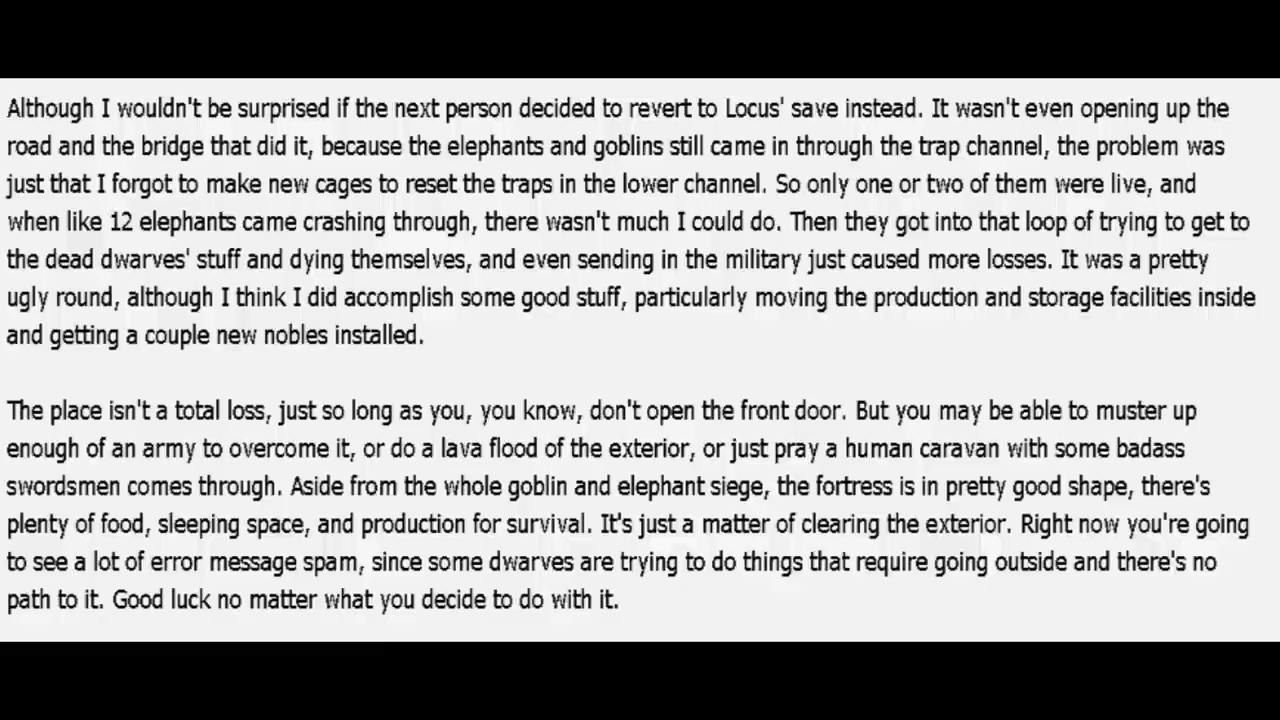 Although I wouldn't be surprised if the next person decided to revert to Locus' save instead. It wasn't even opening up the
road and the bridge that did it, because the elephants and goblins still came in through the trap channel, the problem was
just that I forgot to make new cages to reset the traps in the lower channel. So only one or two of them were live, and
when like 12 elephants came crashing through, there wasn't much I could do. Then they got into that loop of trying to get to
the dead dwarves' stuff and dying themselves, and even sending in the military just caused more losses. It was a pretty
ugly round, although I think I did accomplish some good stuff, particularly moving the production and storage facilities inside
and getting a couple new nobles installed.
The place isn't a total loss, just so long as you, you know, don't open the front door. But you may be able to muster up
enough of an army to overcome it, or do a lava flood of the exterior, or just pray a human caravan with some badass
swordsmen comes through. Aside from the whole goblin and elephant siege, the fortress is in pretty good shape, there's
plenty of food, sleeping space, and production for survival. It's just a matter of clearing the exterior. Right now you're going
to see a lot of error message spam, since some dwarves are trying to do things that require going outside and there's no
path to it. Good luck no matter what you decide to do with it.